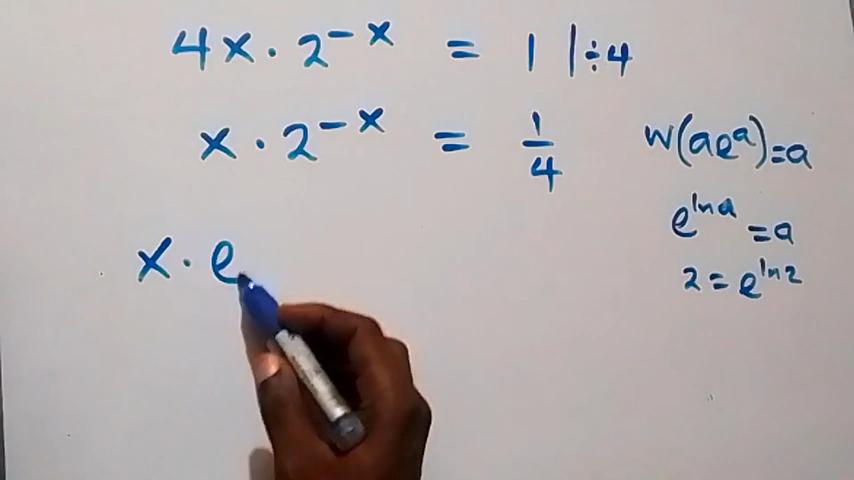 4x · 2^{-x} = 1 | ÷4
x · 2^{-x} = 1/4
W(ae^a) = a
e^{ln a} = a
2 = e^{ln 2}
x · e